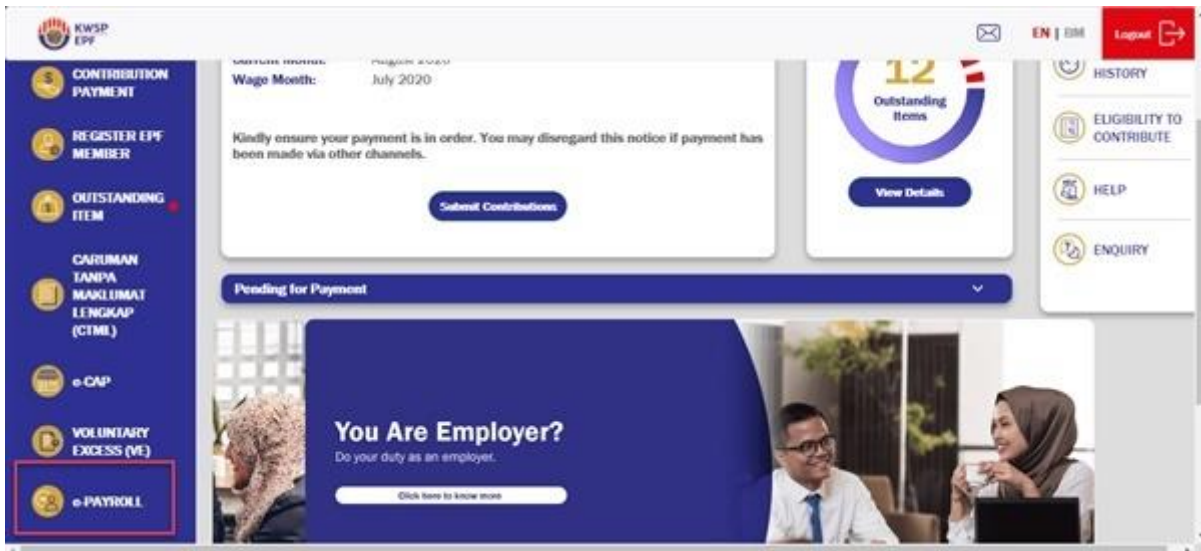 KWSP
EPF
EN | BM
Logout
CONTRIBUTION
PAYMENT
REGISTER EPF
MEMBER
OUTSTANDING
ITEM
CARUMAN
TANPA
MAKLUMAT
LENGKAP
(CTML)
e-CAP
VOLUNTARY
EXCESS (VE)
e-PAYROLL
Current Month: August 2020
Wage Month: July 2020
Kindly ensure your payment is in order. You may disregard this notice if payment has
been made via other channels.
Submit Contributions
12
Outstanding
Items
View Details
HISTORY
ELIGIBILITY TO
CONTRIBUTE
HELP
ENQUIRY
Pending for Payment
You Are Employer?
Do your duty as an employer.
Click here to know more